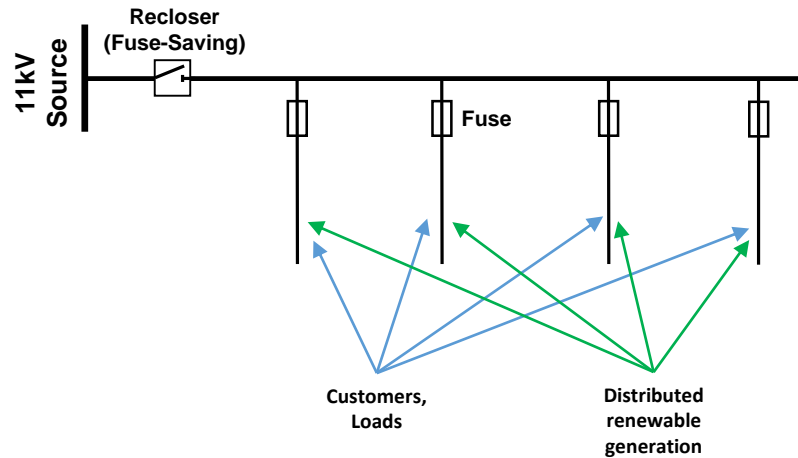 Recloser
(Fuse-Saving)
11kV
Source
Fuse
Customers,
Loads
Distributed
renewable
generation